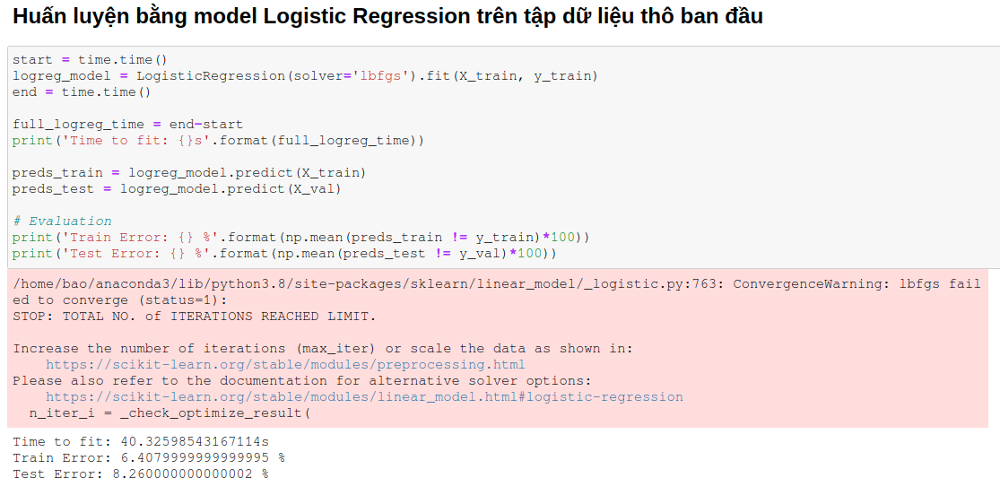 Huấn luyện bằng model Logistic Regression trên tập dữ liệu thô ban đầu
start = time.time()
logreg_model = LogisticRegression(solver='lbfgs').fit(X_train, y_train)
end = time.time()
full_logreg_time = end-start
print('Time to fit: {}s'.format(full_logreg_time))
preds_train = logreg_model.predict(X_train)
preds_test = logreg_model.predict(X_val)
# Evaluation
print('Train Error: {} %'.format(np.mean(preds_train != y_train)*100))
print('Test Error: {} %'.format(np.mean(preds_test != y_val)*100))
/home/bao/anaconda3/lib/python3.8/site-packages/sklearn/linear_model/_logistic.py:763: ConvergenceWarning: lbfgs fail
ed to converge (status=1):
STOP: TOTAL NO. of ITERATIONS REACHED LIMIT.
Increase the number of iterations (max_iter) or scale the data as shown in:
    https://scikit-learn.org/stable/modules/preprocessing.html
Please also refer to the documentation for alternative solver options:
    https://scikit-learn.org/stable/modules/linear_model.html#logistic-regression
  n_iter_i = _check_optimize_result(
Time to fit: 40.32598543167114s
Train Error: 6.4079999999999995 %
Test Error: 8.260000000000002 %